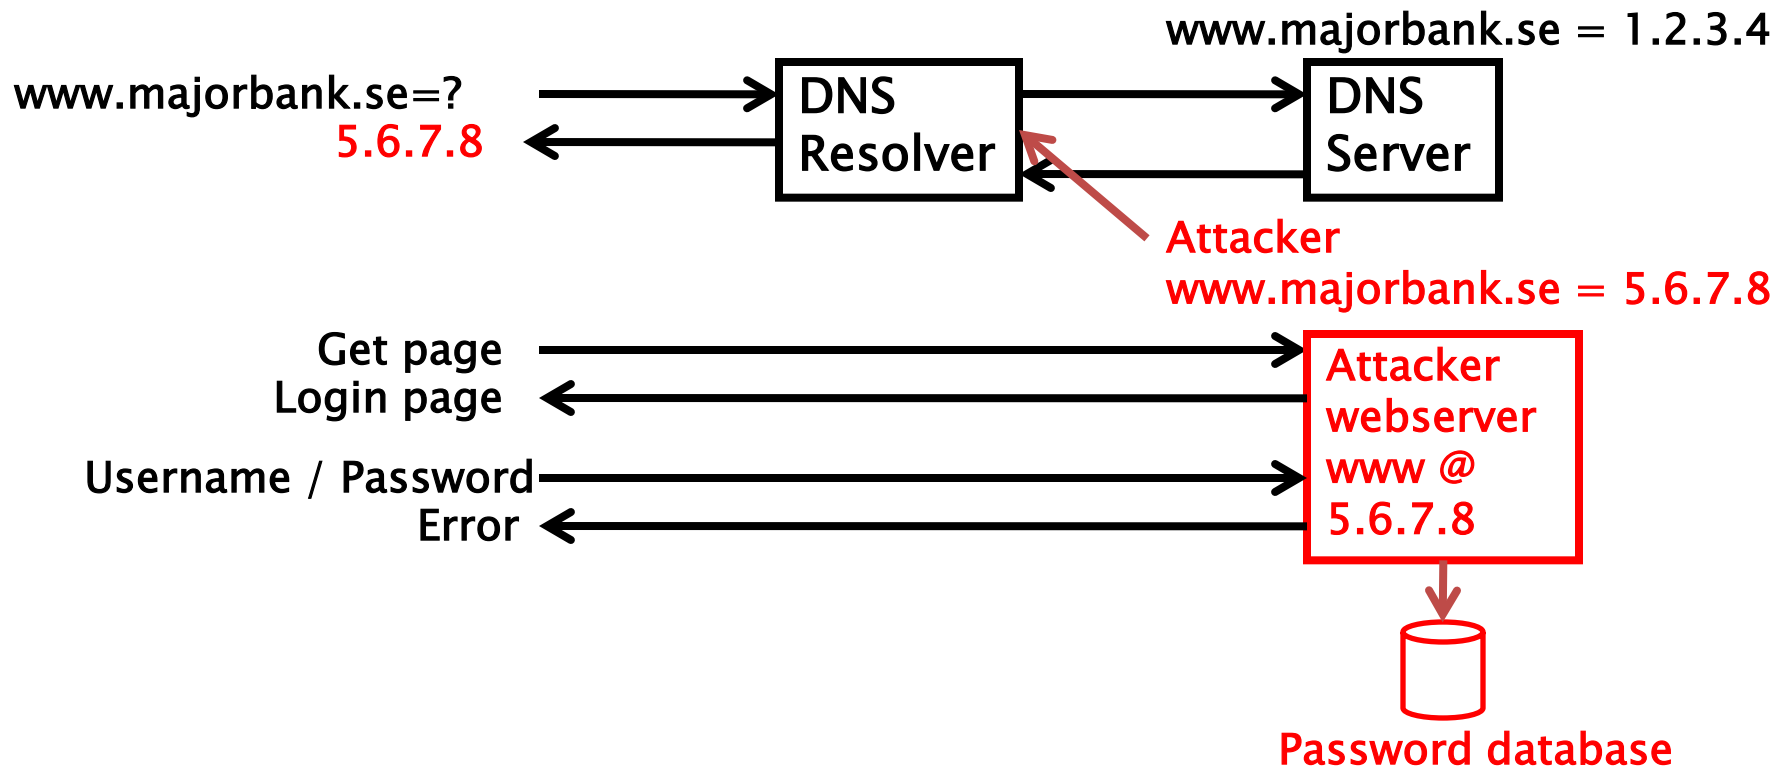 www.majorbank.se = 1.2.3.4
www.majorbank.se=?
5.6.7.8
DNS
Resolver
DNS
Server
Attacker
www.majorbank.se = 5.6.7.8
Get page
Login page
Username / Password
Error
Attacker
webserver
www @
5.6.7.8
Password database